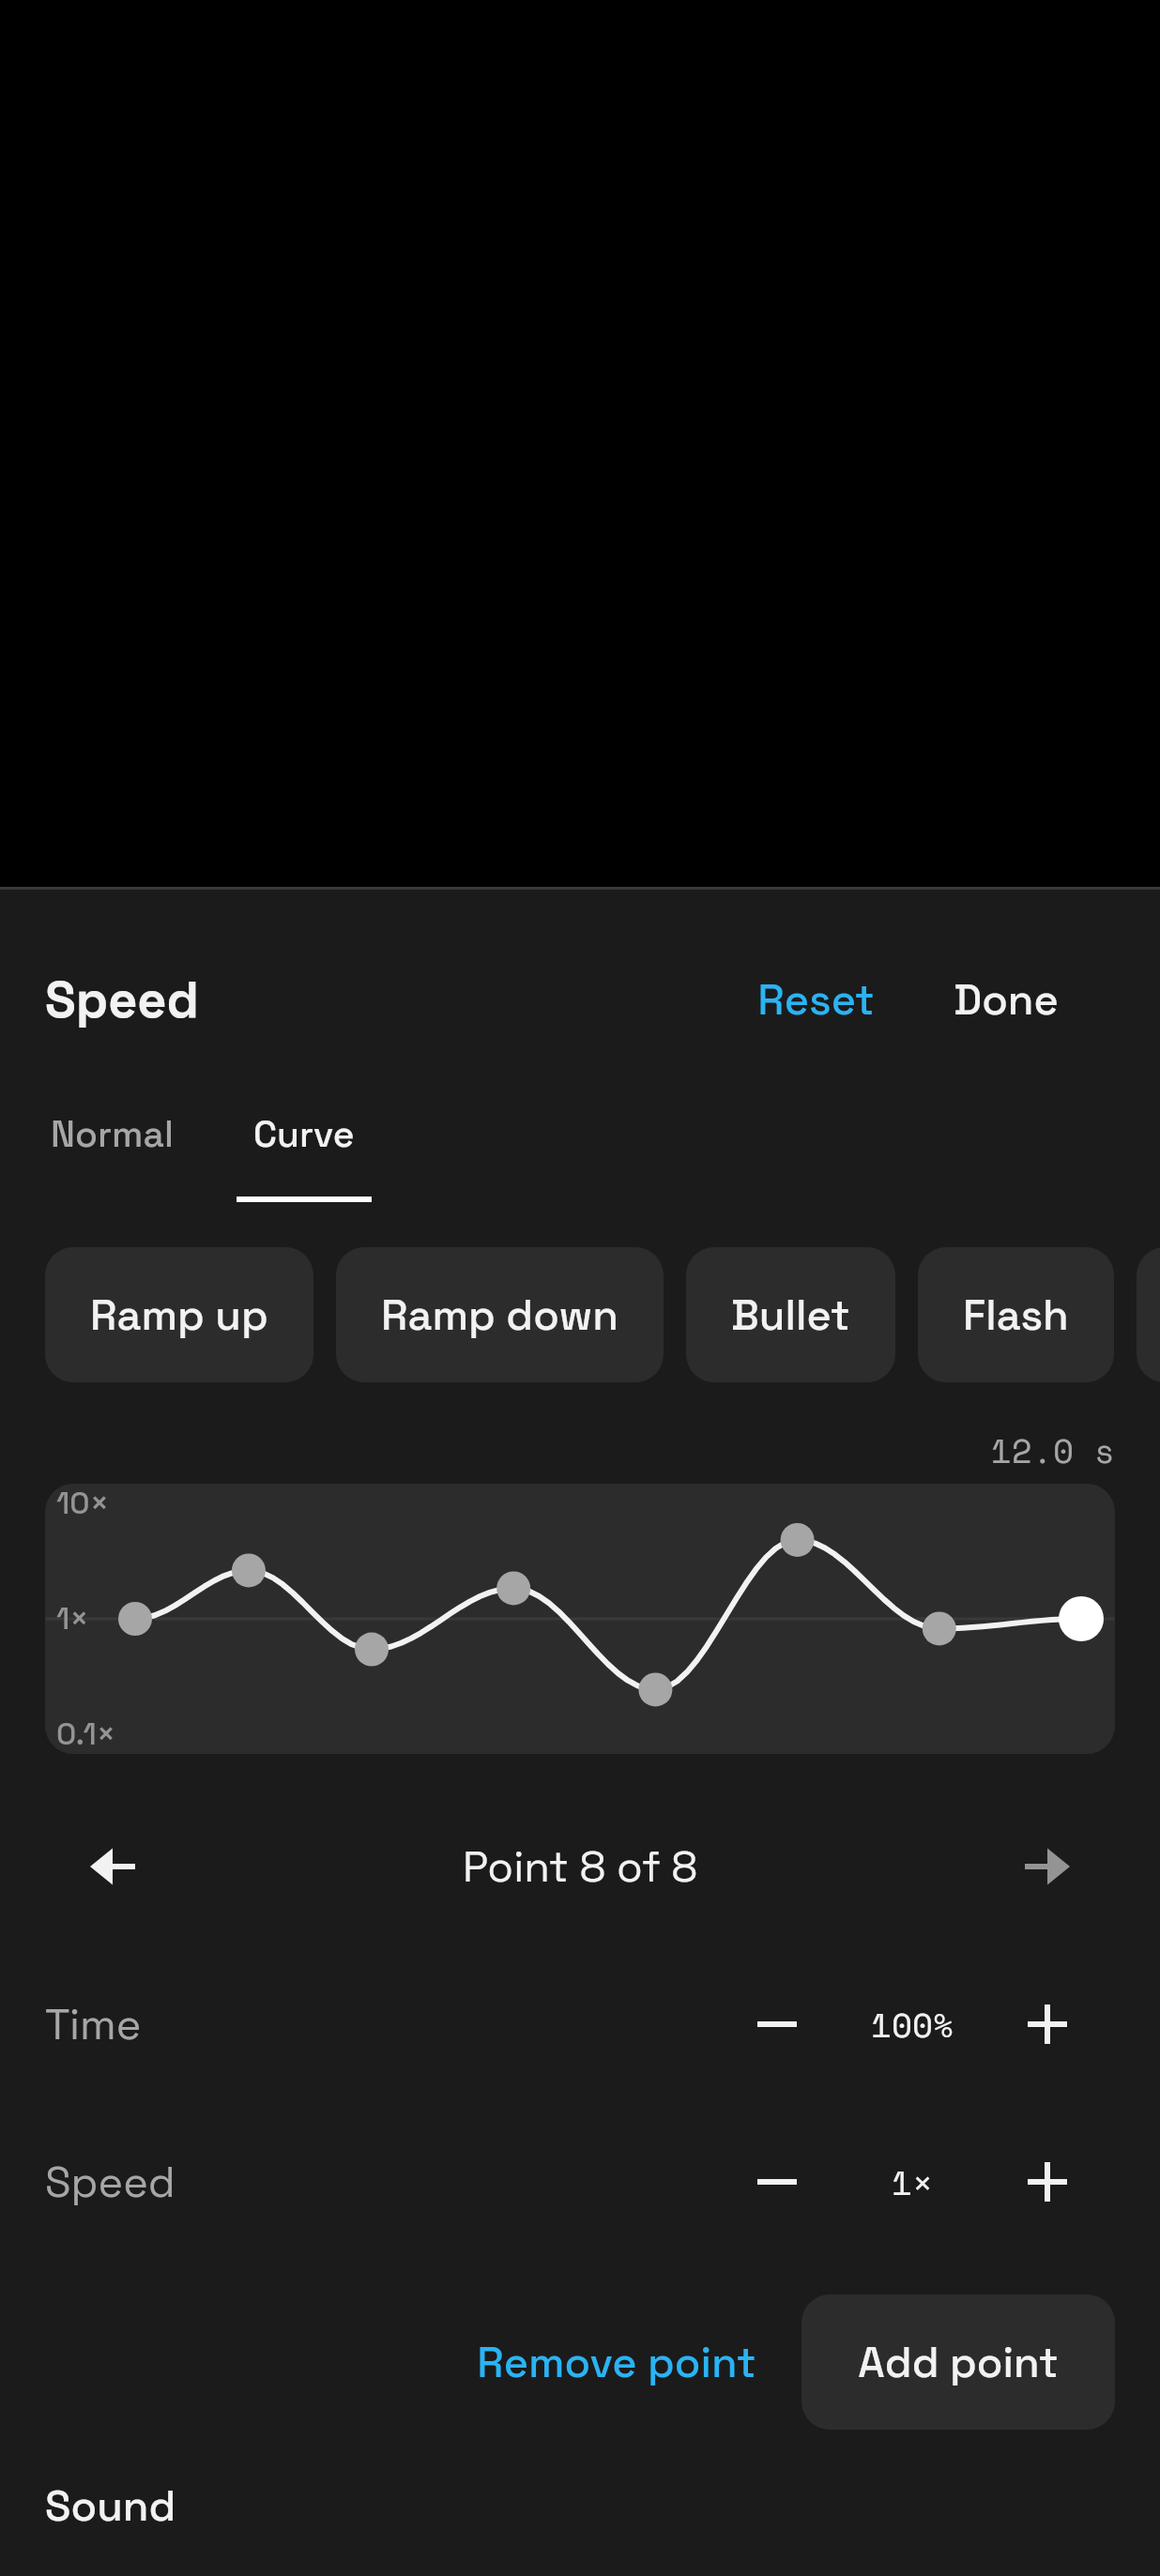 Speed Reset Done
Normal Curve
Ramp up Ramp down Bullet Flash
12.0 s
10×
1×
0.1×
Point 8 of 8
Time 100%
Speed 1×
Remove point Add point
Sound